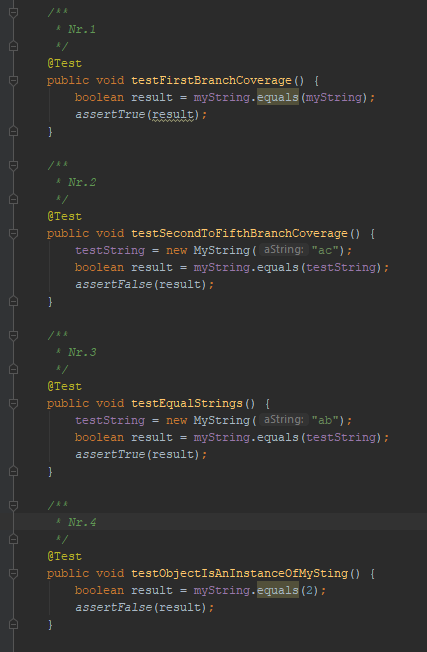 /**
 * Nr.1
 */
@Test
public void testFirstBranchCoverage() {
    boolean result = myString.equals(myString);
    assertTrue(result);
}
/**
 * Nr.2
 */
@Test
public void testSecondToFifthBranchCoverage() {
    testString = new MyString( aString: "ac");
    boolean result = myString.equals(testString);
    assertFalse(result);
}
/**
 * Nr.3
 */
@Test
public void testEqualStrings() {
    testString = new MyString( aString: "ab");
    boolean result = myString.equals(testString);
    assertTrue(result);
}
/**
 * Nr.4
 */
@Test
public void testObjectIsAnInstanceOfMySting() {
    boolean result = myString.equals(2);
    assertFalse(result);
}